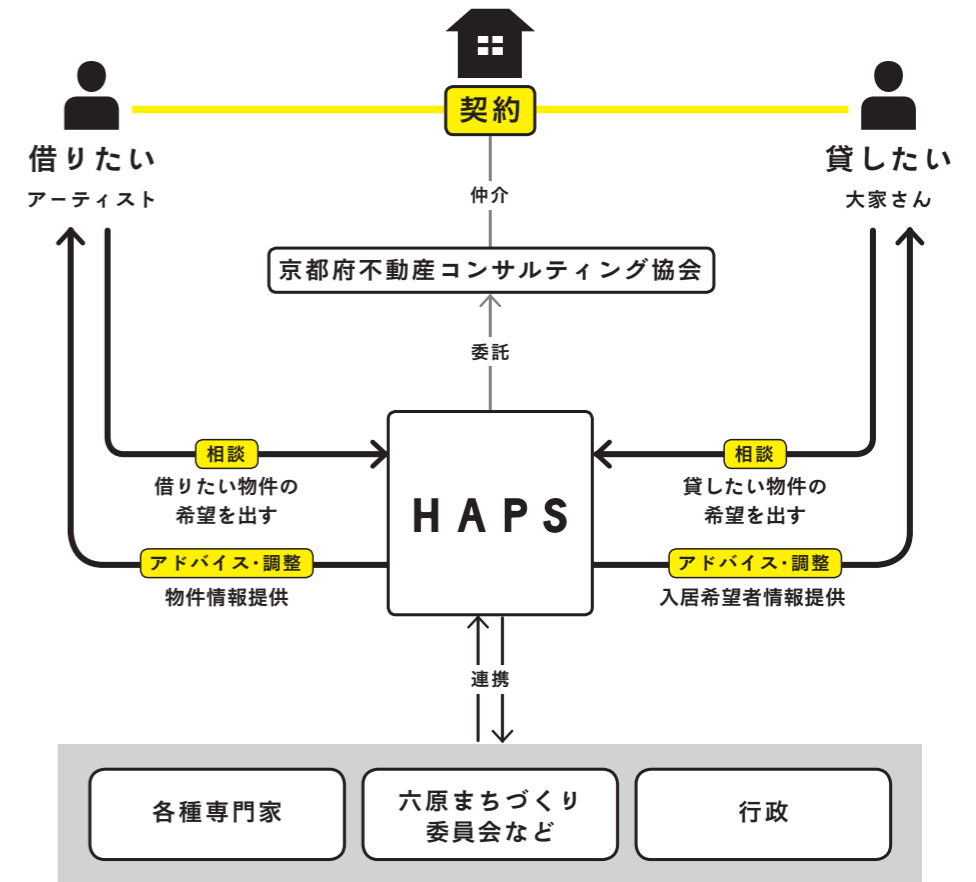 契約
借りたい
アーティスト
貸したい
大家さん
仲介
京都府不動産コンサルティング協会
委託
HAPS
相談
借りたい物件の
希望を出す
アドバイス・調整
物件情報提供
相談
貸したい物件の
希望を出す
アドバイス・調整
入居希望者情報提供
連携
各種専門家
六原まちづくり
委員会など
行政